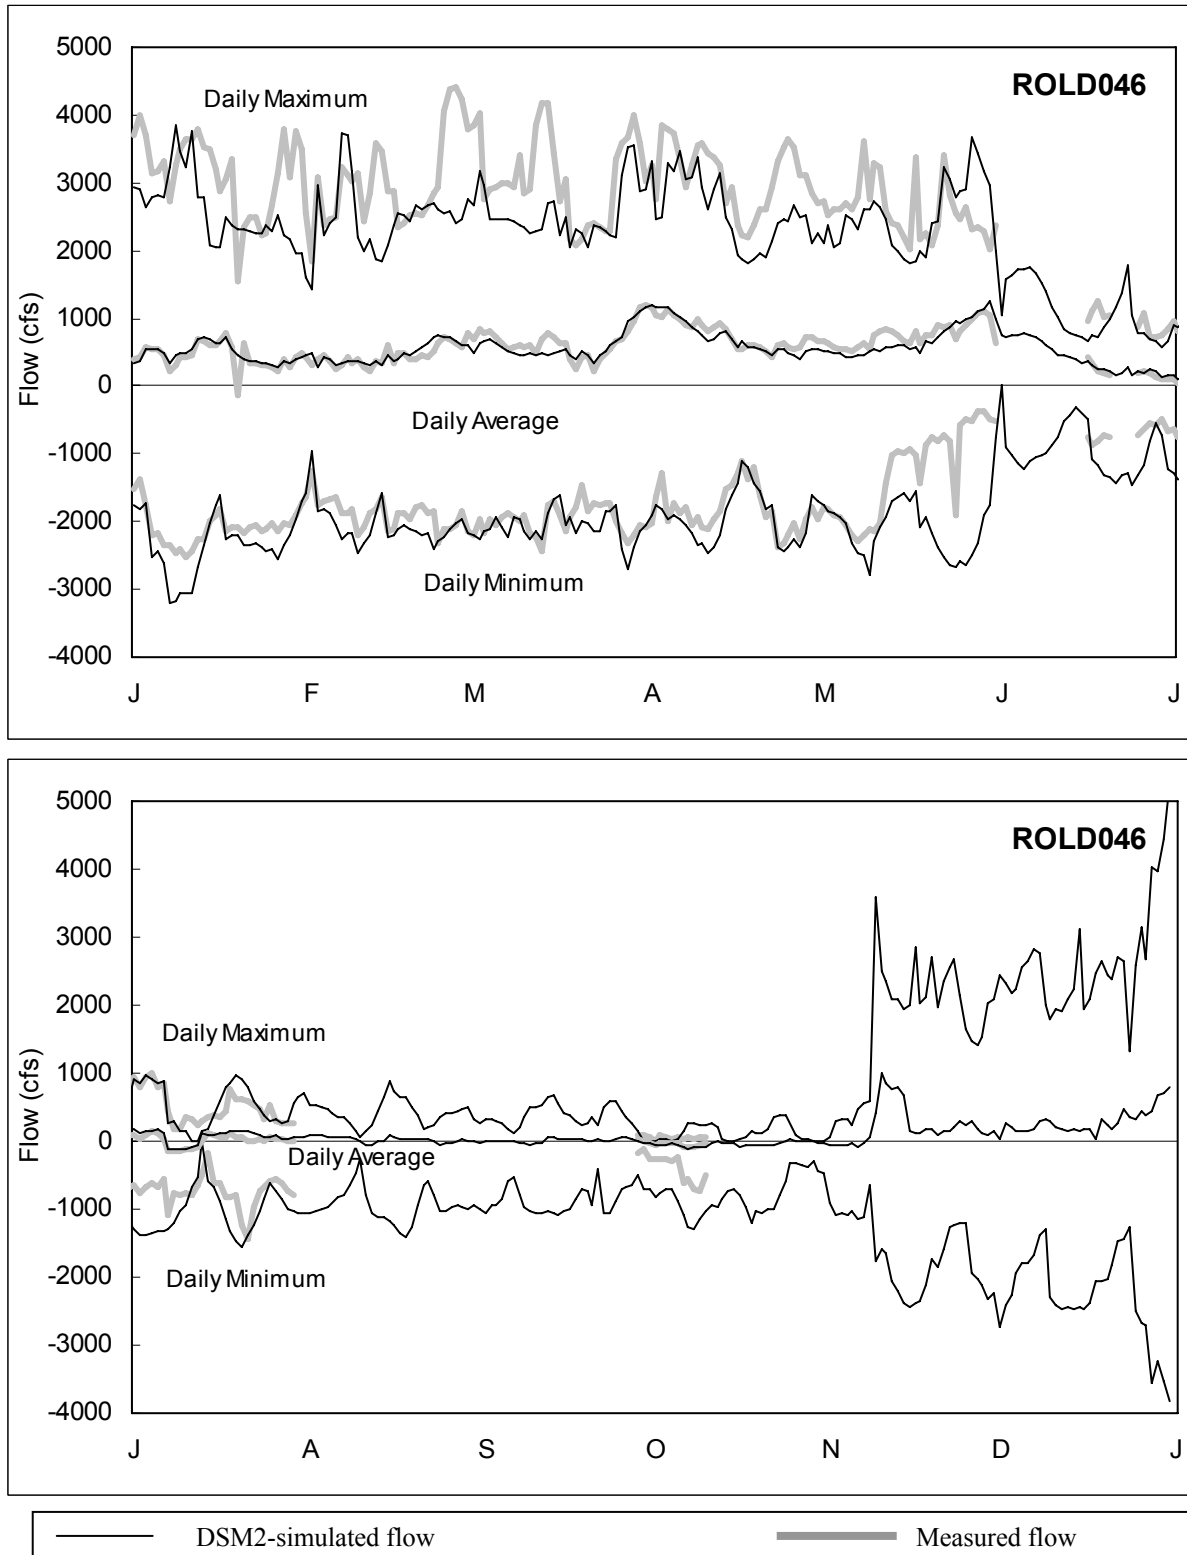 5000
ROLD046
Daily Maximum
4000
3000
2000
1000
Flow (cfs)
0
Daily Average
-1000
-2000
Daily Minimum
-3000
-4000
J F M A M J J
5000
ROLD046
4000
3000
2000
Daily Maximum
1000
Flow (cfs)
0
Daily Average
-1000
Daily Minimum
-2000
-3000
-4000
J A S O N D J
DSM2-simulated flow Measured flow